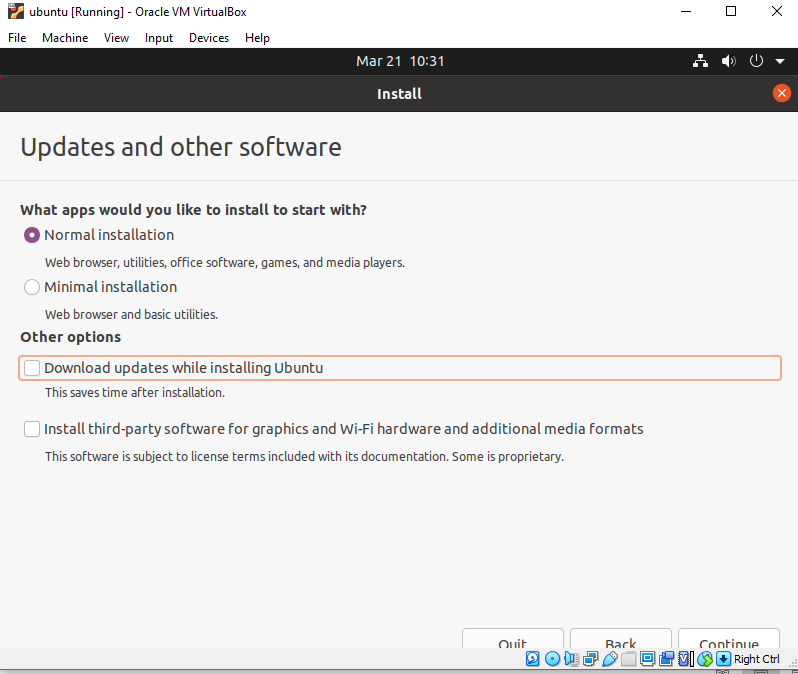 ubuntu [Running] - Oracle VM VirtualBox
File Machine View Input Devices Help
Mar 21 10:31
Install
Updates and other software
What apps would you like to install to start with?
Normal installation
Web browser, utilities, office software, games, and media players.
Minimal installation
Web browser and basic utilities.
Other options
Download updates while installing Ubuntu
This saves time after installation.
Install third-party software for graphics and Wi-Fi hardware and additional media formats
This software is subject to license terms included with its documentation. Some is proprietary.
Quit Back Continue
Right Ctrl